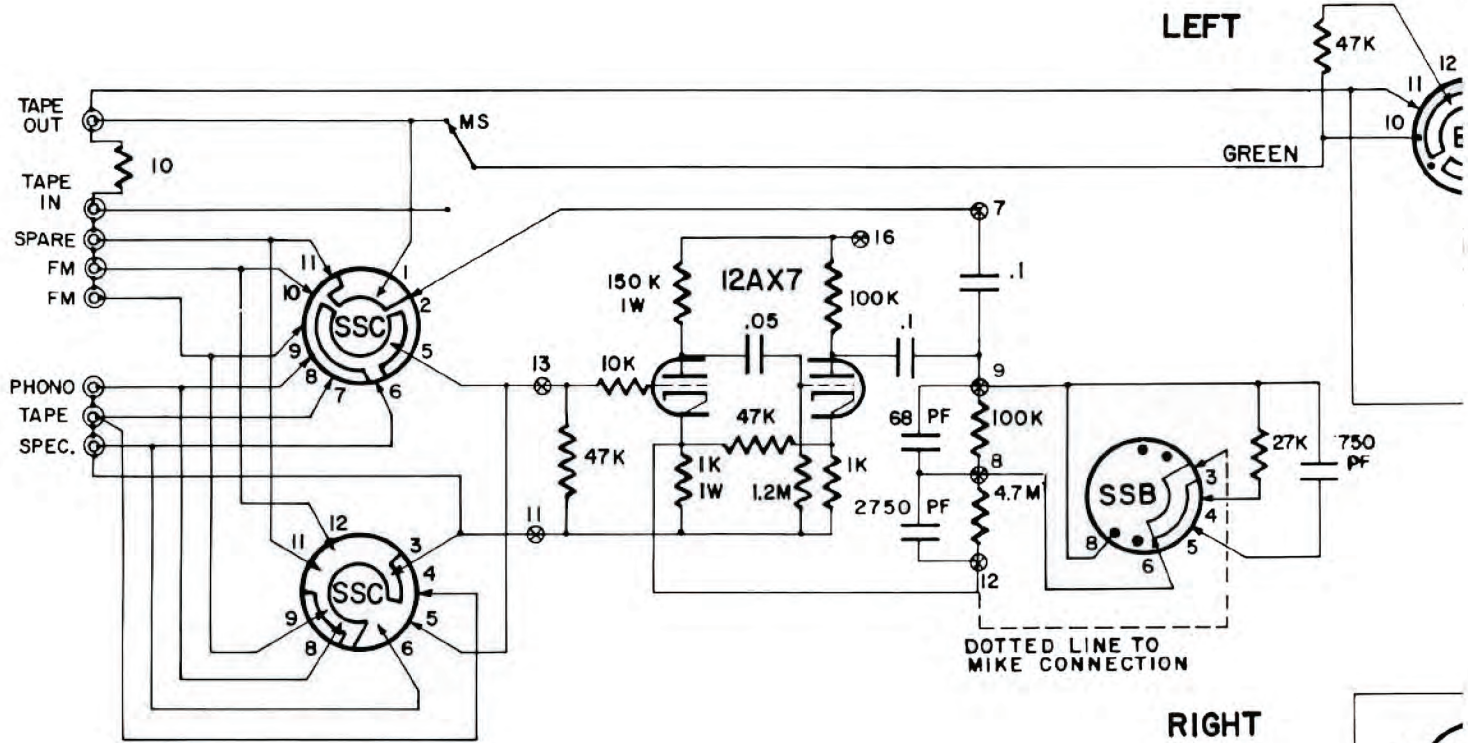 LEFT
47K
12
11
10
TAPE
OUT
MS
GREEN
10
TAPE
IN
SPARE
FM
FM
7
16
11
1
10
2
SSC
9
5
8
7
6
150 K
1W
12AX7
100K
.1
.05
.1
PHONO
TAPE
SPEC.
13
10K
9
47K
47K
68 PF
100K
8
4.7M
27K
750
PF
1K
1W
1.2M
1K
2750 PF
SSB
3
4
8
5
6
11
12
12
11
3
4
SSC
9
5
8
6
DOTTED LINE TO
MIKE CONNECTION
RIGHT